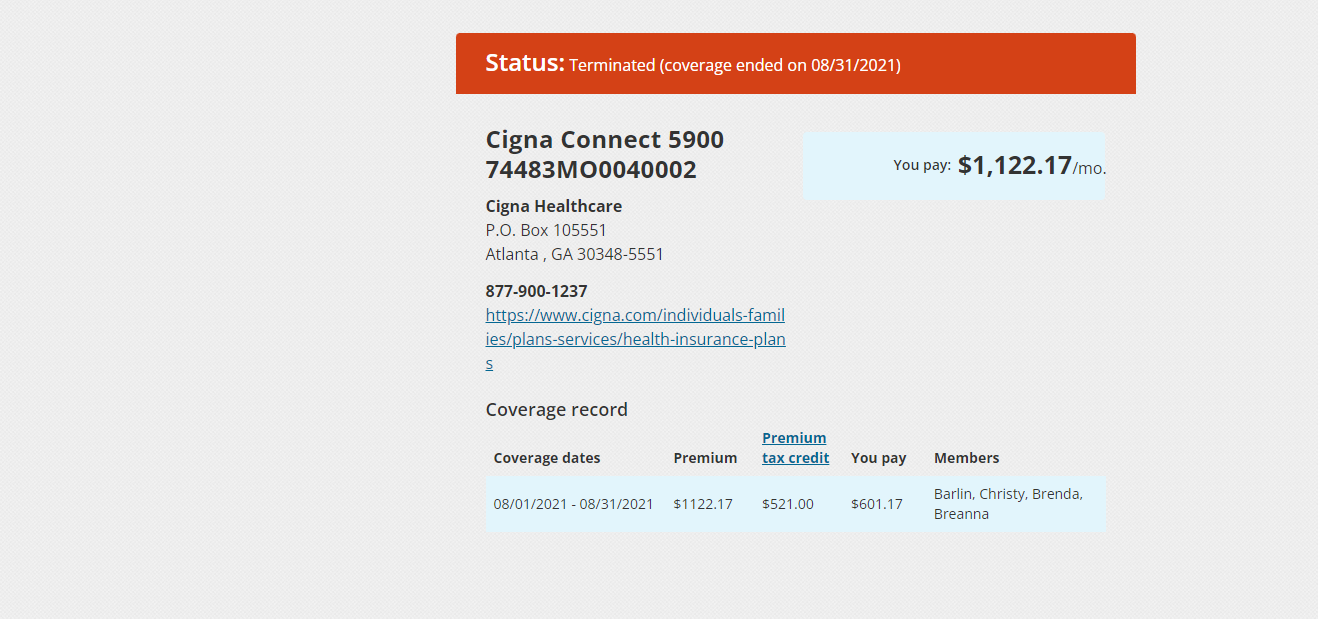 Status: Terminated (coverage ended on 08/31/2021)
Cigna Connect 5900
74483MO0040002
You pay: $1,122.17/mo.
Cigna Healthcare
P.O. Box 105551
Atlanta , GA 30348-5551
877-900-1237
https://www.cigna.com/individuals-famil
ies/plans-services/health-insurance-plan
s
Coverage record
Coverage dates Premium Premium tax credit You pay Members
08/01/2021 - 08/31/2021 $1122.17 $521.00 $601.17 Barlin, Christy, Brenda,
Breanna